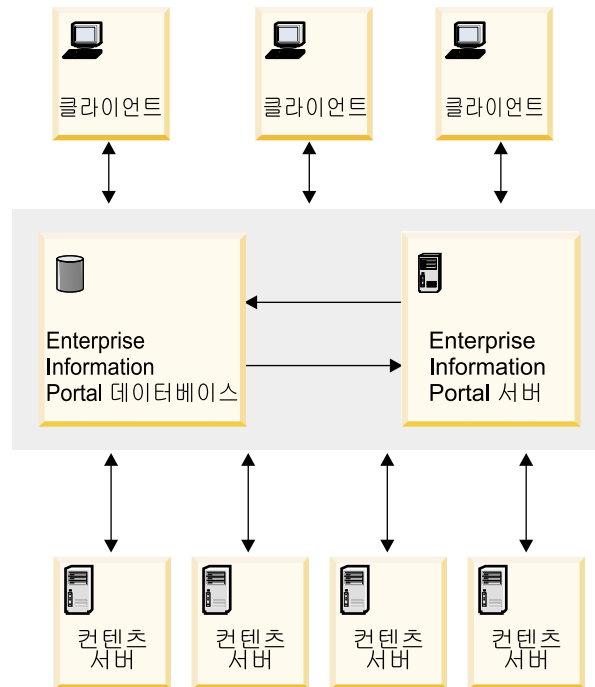 클라이언트
클라이언트
클라이언트
Enterprise
Information
Portal 데이터베이스
Enterprise
Information
Portal 서버
컨텐츠
서버
컨텐츠
서버
컨텐츠
서버
컨텐츠
서버